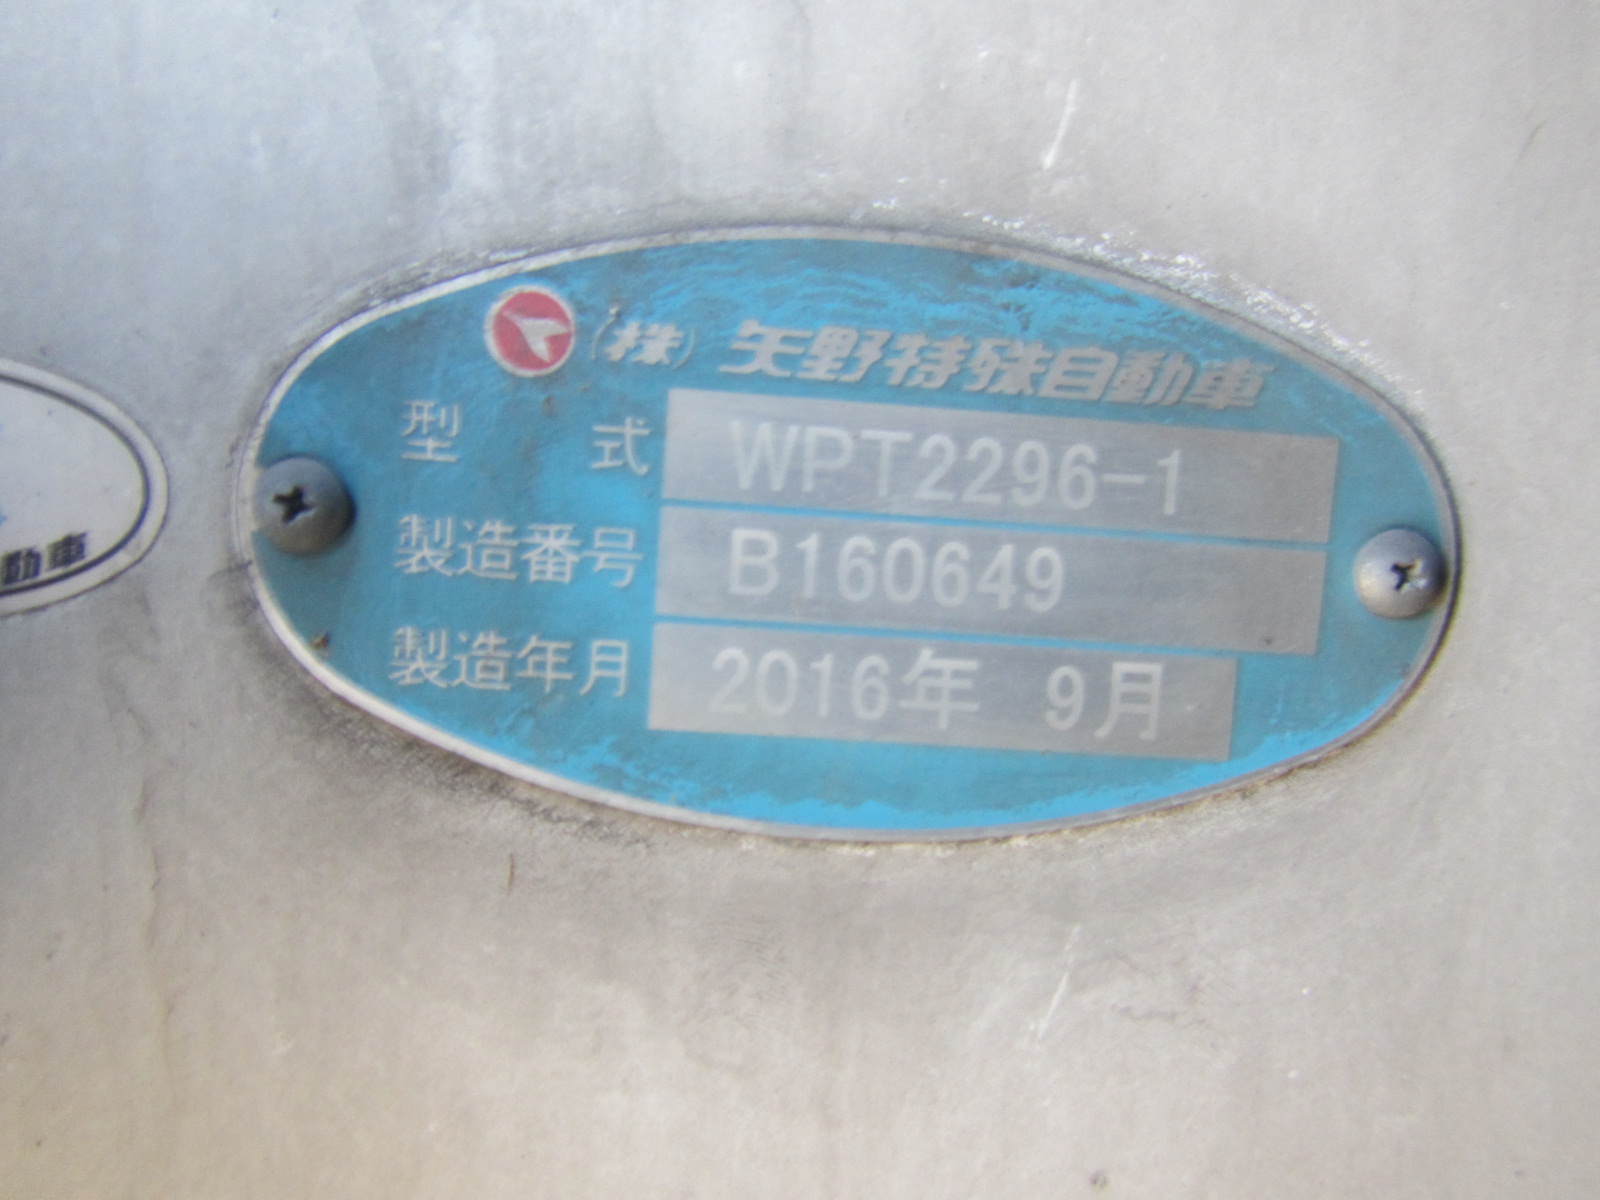 (株) 矢野特殊自動車
型 式 WPT2296-1
製造番号 B160649
製造年月 2016年 9月
動車